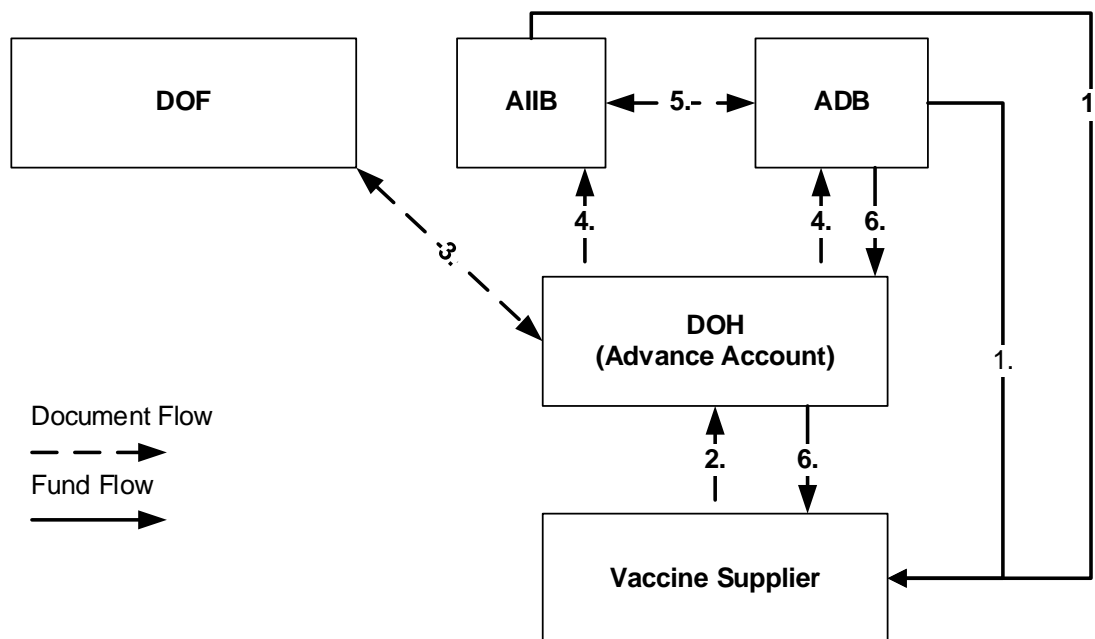 DOF
AIIB
5.-
ADB
1
4.
4.
6.
3.
DOH
(Advance Account)
1.
Document Flow
2.
6.
Fund Flow
Vaccine Supplier